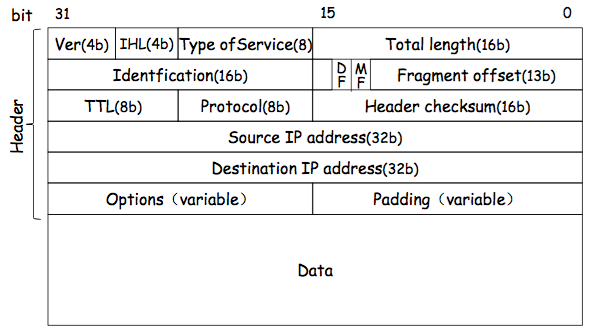 bit 31 15 0
Header
Ver(4b) IHL(4b) Type ofService(8) Total length(16b)
Identfication(16b) D F M F Fragment offset(13b)
TTL(8b) Protocol(8b) Header checksum(16b)
Source IP address(32b)
Destination IP address(32b)
Options（variable） Padding（variable）
Data